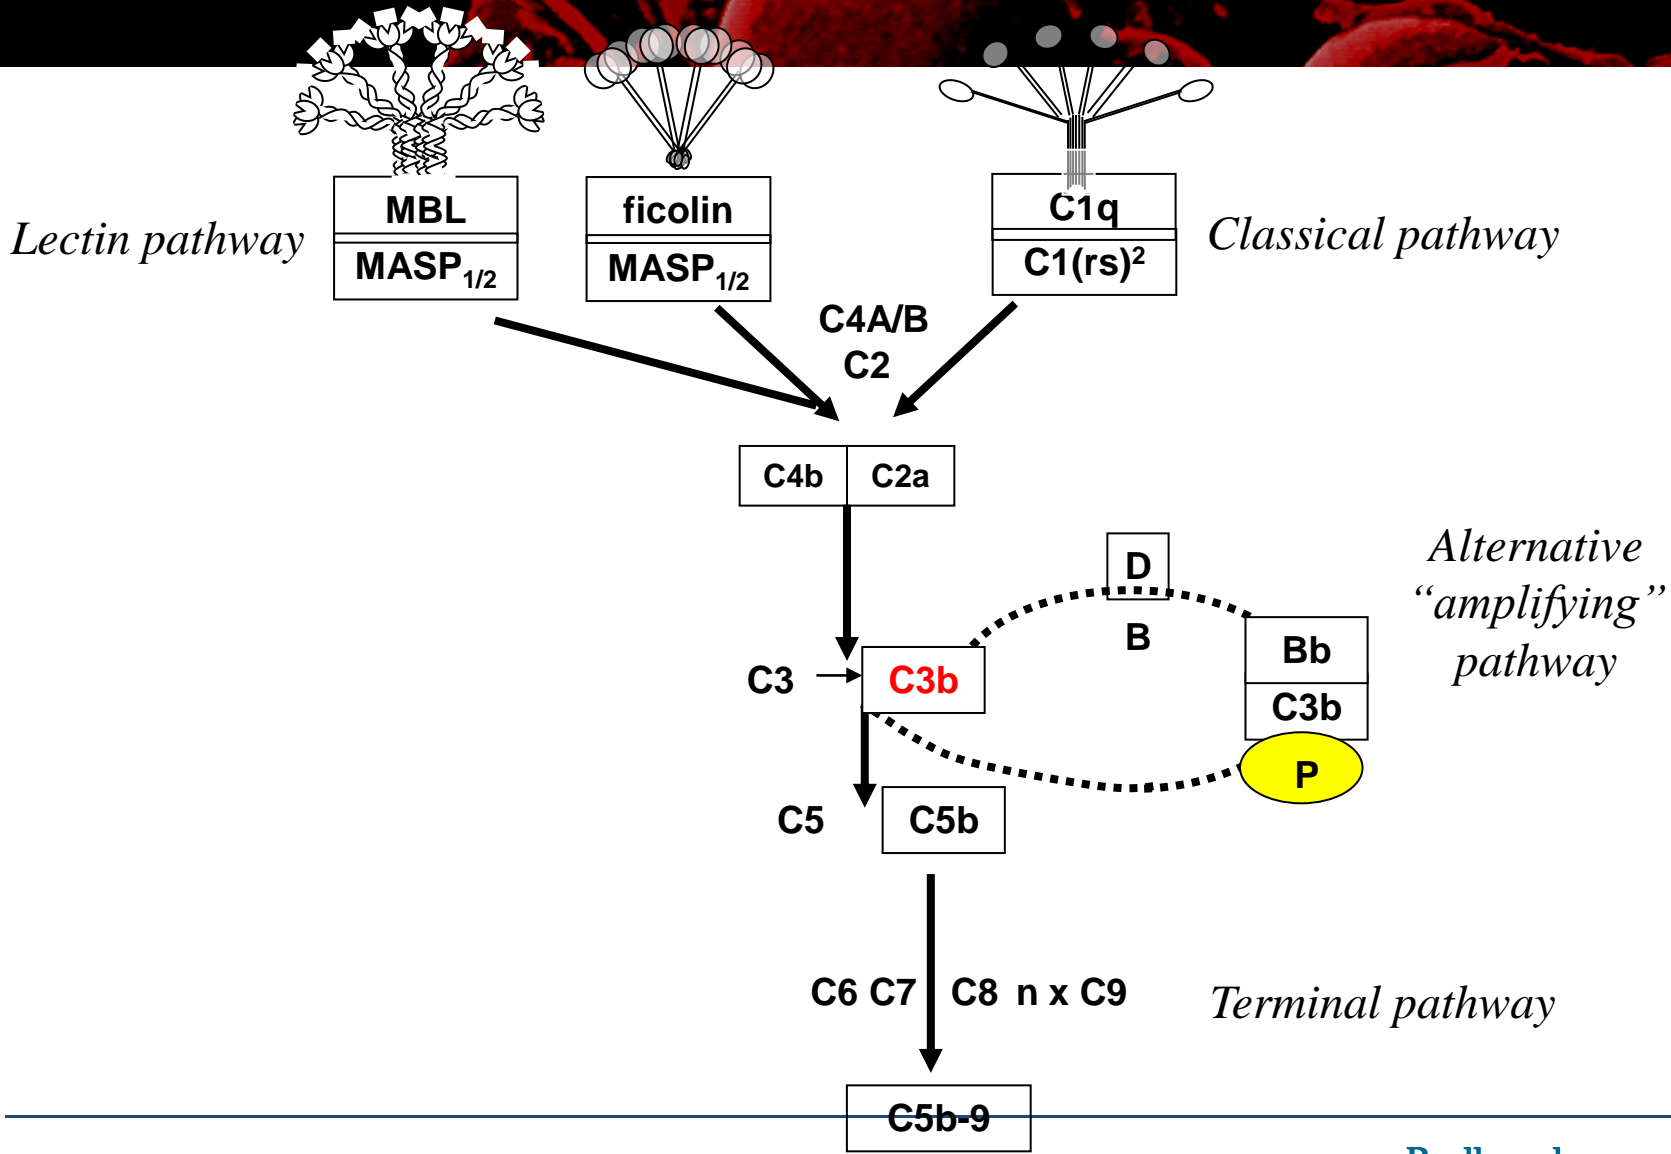 MBL
MASP1/2
ficolin
MASP1/2
C1q
C1(rs)2
Lectin pathway
Classical pathway
C4A/B
C2
C4b C2a
D
B
Alternative
“amplifying”
pathway
Bb
C3b
P
C3
C3b
C5
C5b
C6 C7 C8 n x C9
Terminal pathway
C5b-9